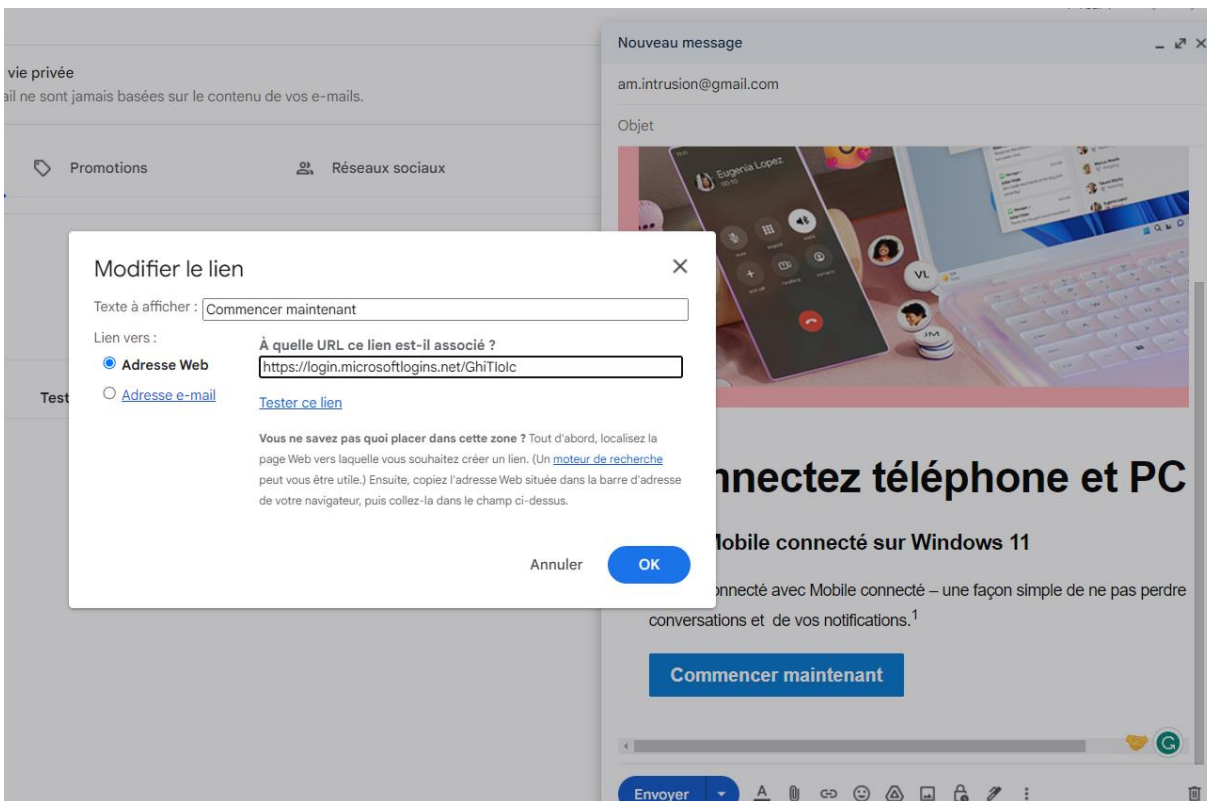 vie privée
ail ne sont jamais basées sur le contenu de vos e-mails.
Promotions
Réseaux sociaux
Test
Nouveau message
am.intrusion@gmail.com
Objet
Eugenia Lopez
VL
JM
Modifier le lien
Texte à afficher : Commencer maintenant
Lien vers :
À quelle URL ce lien est-il associé ?
Adresse Web
https://login.microsoftlogins.net/GhiTlolc
Adresse e-mail
Tester ce lien
Vous ne savez pas quoi placer dans cette zone ? Tout d'abord, localisez la
page Web vers laquelle vous souhaitez créer un lien. (Un moteur de recherche
peut vous être utile.) Ensuite, copiez l'adresse Web située dans la barre d'adresse
de votre navigateur, puis collez-la dans le champ ci-dessus.
Annuler
OK
nnectez téléphone et PC
Mobile connecté sur Windows 11
onnecté avec Mobile connecté – une façon simple de ne pas perdre
conversations et de vos notifications.1
Commencer maintenant
Envoyer